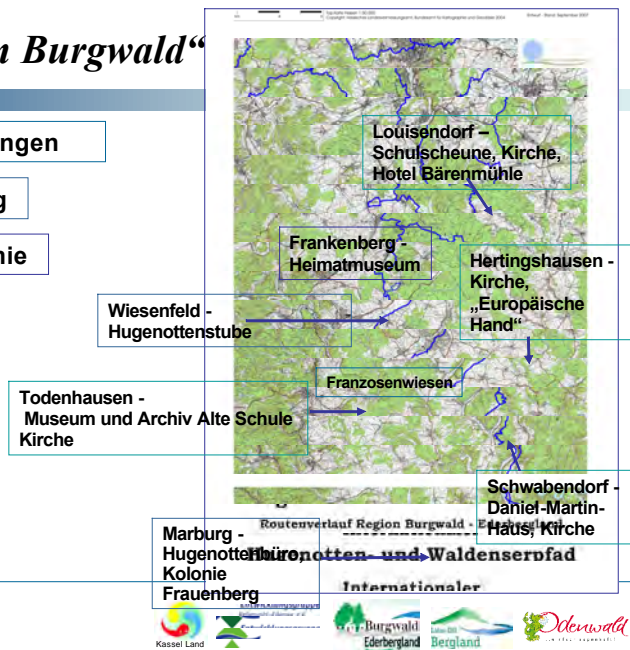 n Burgwald“
ngen
g
nie
Louisendorf –
Schulscheune, Kirche,
Hotel Bärenmühle
Frankenberg -
Heimatmuseum
Hertingshausen -
Kirche,
„Europäische
Hand“
Wiesenfeld -
Hugenottenstube
Franzosenwiesen
Todenhausen -
Museum und Archiv Alte Schule
Kirche
Schwabendorf -
Daniel-Martin-
Haus, Kirche
Routenverlauf Region Burgwald - Ederbergland
Marburg -
Hugenottenbüro,
Kolonie
Frauenberg
Hugenotten- und Waldenserpfad
Internationaler
Kassel Land
Burgwald
Ederbergland
Bergland
Odenwald